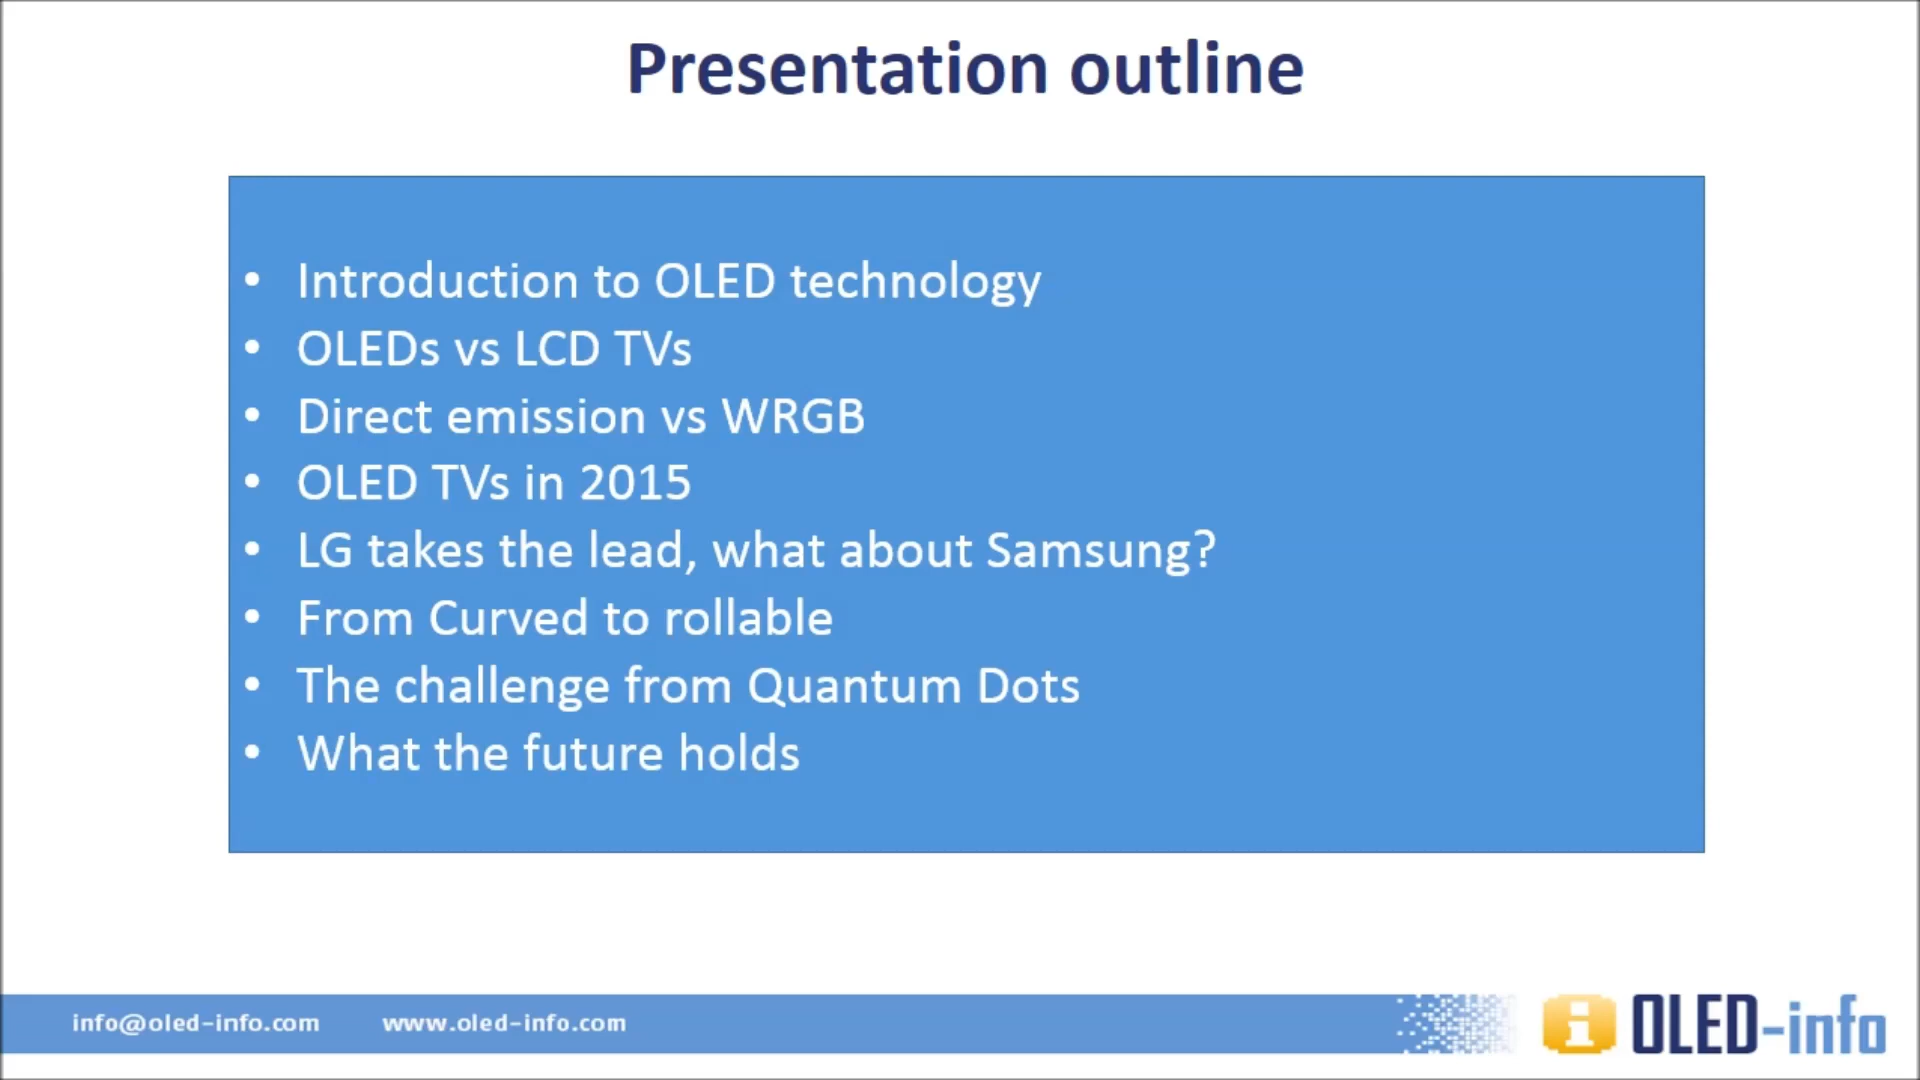 Presentation outline
• Introduction to OLED technology
• OLEDs vs LCD TVs
• Direct emission vs WRGB
• OLED TVs in 2015
• LG takes the lead, what about Samsung?
• From Curved to rollable
• The challenge from Quantum Dots
• What the future holds
info@oled-info.com www.oled-info.com
i OLED-info